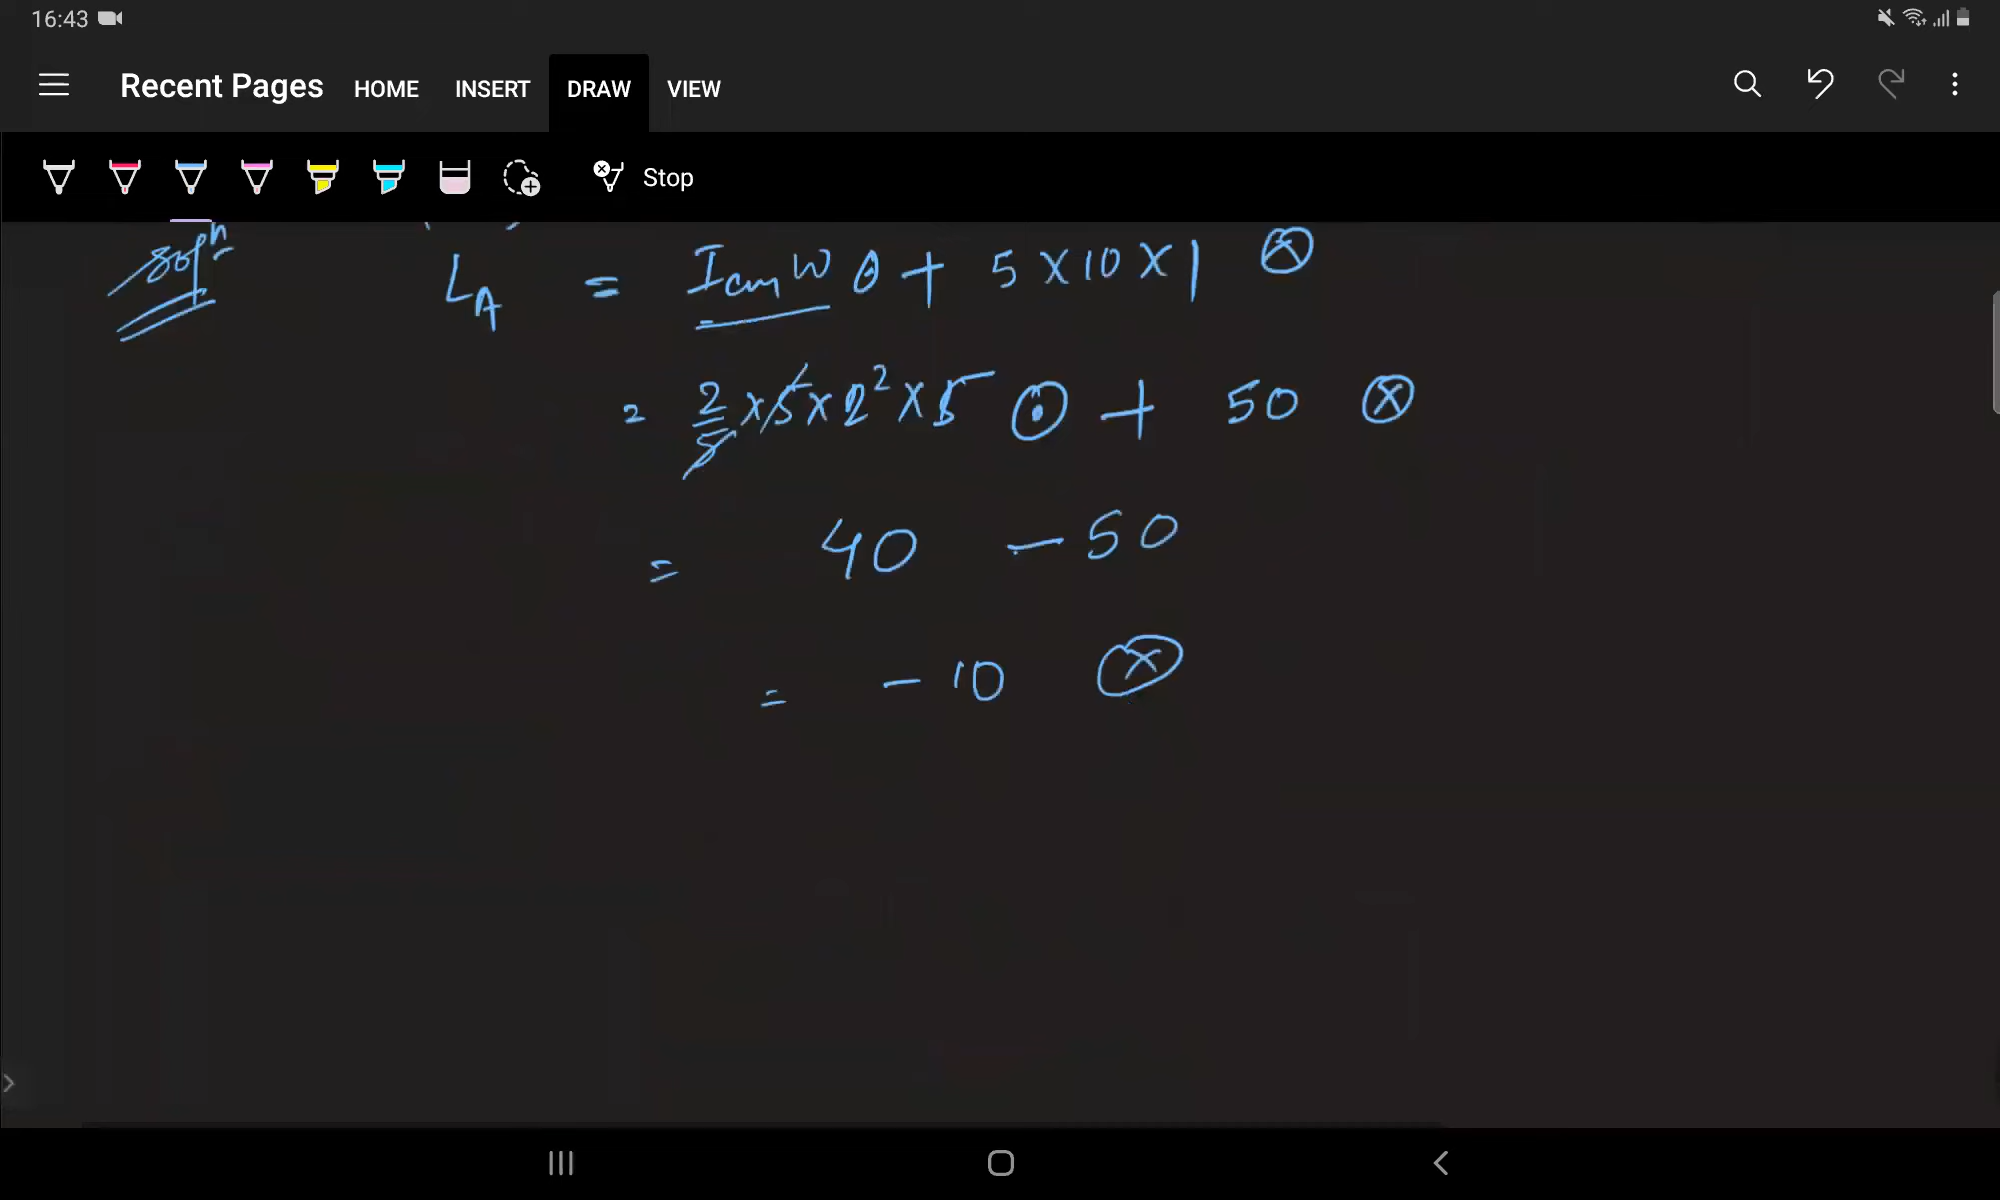 16:43
Recent Pages HOME INSERT DRAW VIEW
Stop
Solⁿ
L_A = I_cm ω ⊙ + 5 × 10 × 1 ⊗
= 2/5 × 5 × 2² × 5 ⊙ + 50 ⊗
= 40 - 50
= - 10 ⊗